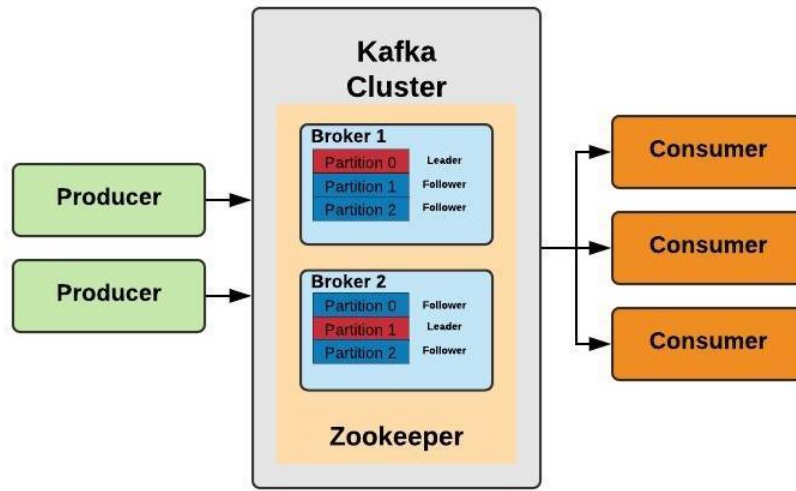 Kafka
Cluster
Broker 1
Partition 0 Leader
Partition 1 Follower
Partition 2 Follower
Producer
Producer
Broker 2
Partition 0 Follower
Partition 1 Leader
Partition 2 Follower
Zookeeper
Consumer
Consumer
Consumer